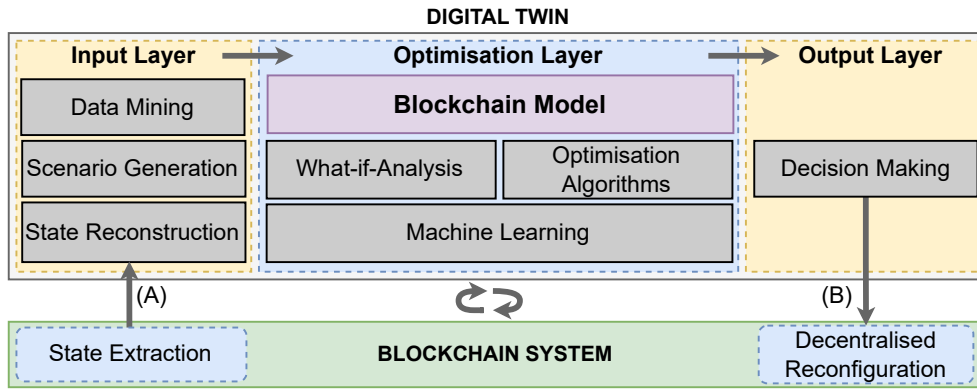 DIGITAL TWIN
Input Layer
Optimisation Layer
Output Layer
Data Mining
Scenario Generation
State Reconstruction
Blockchain Model
What-if-Analysis
Optimisation
Algorithms
Machine Learning
Decision Making
(A)
(B)
State Extraction
BLOCKCHAIN SYSTEM
Decentralised
Reconfiguration